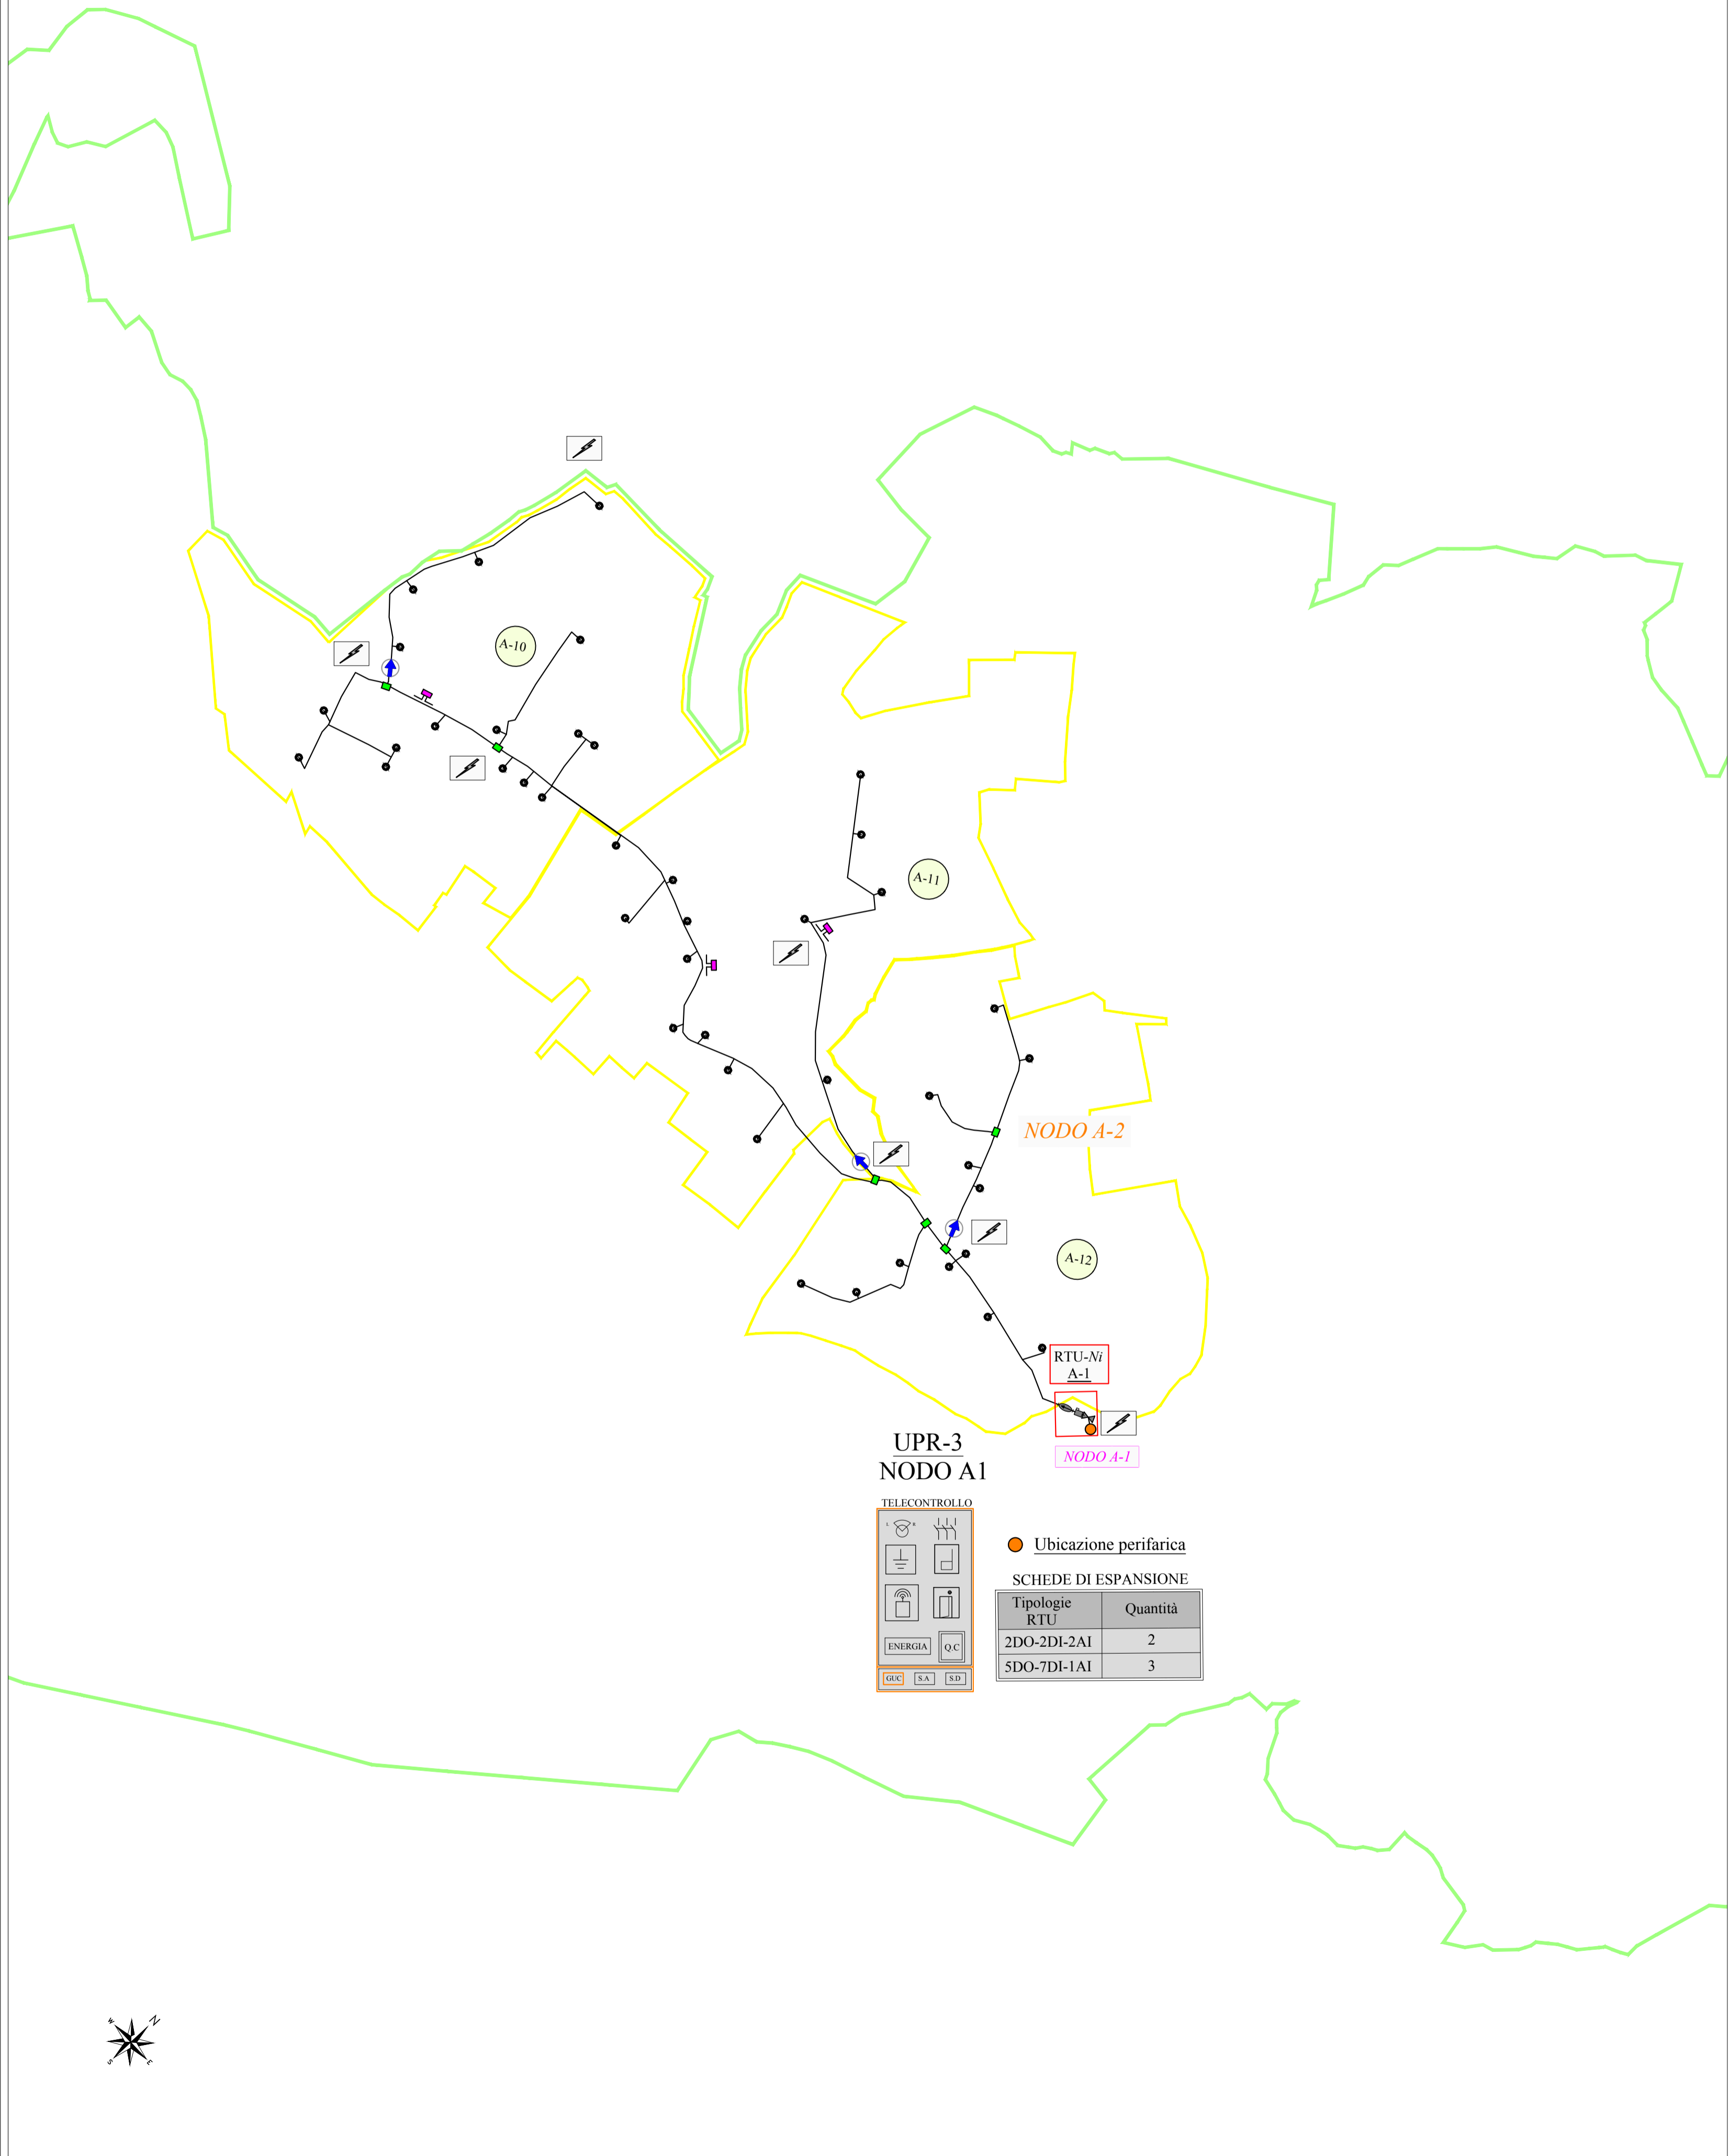 A-10
A-11
NODO A-2
A-12
RTU-Ni
A-1
NODO A-1
UPR-3
NODO A1
TELECONTROLLO
L R
ENERGIA
Q.C
GUC
S.A
S.D
Ubicazione perifarica
SCHEDE DI ESPANSIONE
Tipologie RTU Quantità
2DO-2DI-2AI 2
5DO-7DI-1AI 3
W N
S E